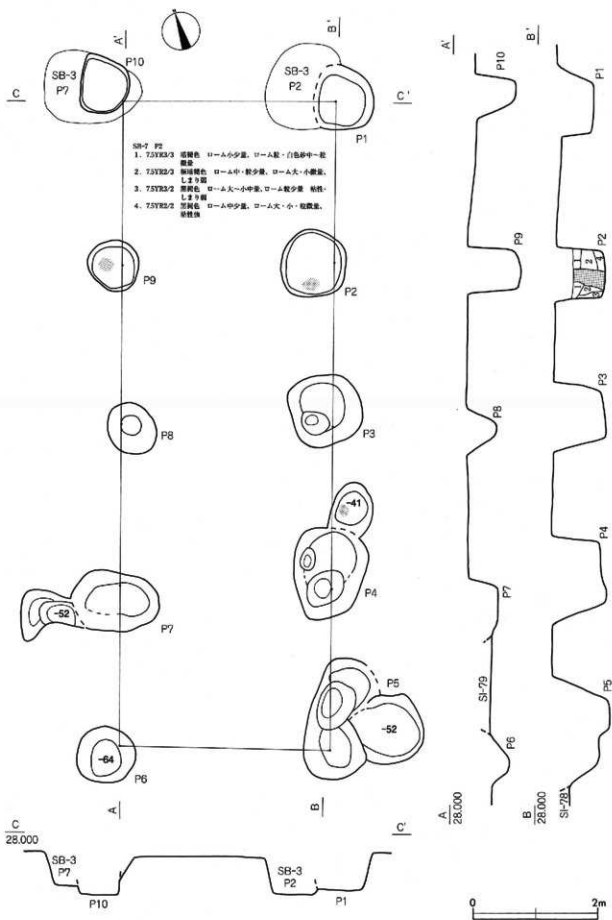 A'
B'
A'
B'
SB-3
P7
P10
SB-3
P2
P1
C
C'
P10
P1
SB-7 P2
1. 7.5YR3/3 暗褐色 ローム小少量、ローム粒・白色砂中～粒
微量
2. 7.5YR2/3 極暗褐色 ローム中・粒少量、ローム大・小微量、
しまり弱
3. 7.5YR3/2 黒褐色 ローム大～小中量、ローム粒少量 粘性・
しまり弱
4. 7.5YR2/2 黒褐色 ローム中少量、ローム大・小・粒微量、
粘性強
P9
P2
P9
P2
1
2
4
P8
P3
P8
P3
-41
P4
P4
-52
P7
P7
SI-79
P5
-52
P5
-64
P6
P6
A
B
A
28.000
B
28.000
SI-78
C
28.000
C'
SB-3
P7
P10
SB-3
P2
P1
0
2m